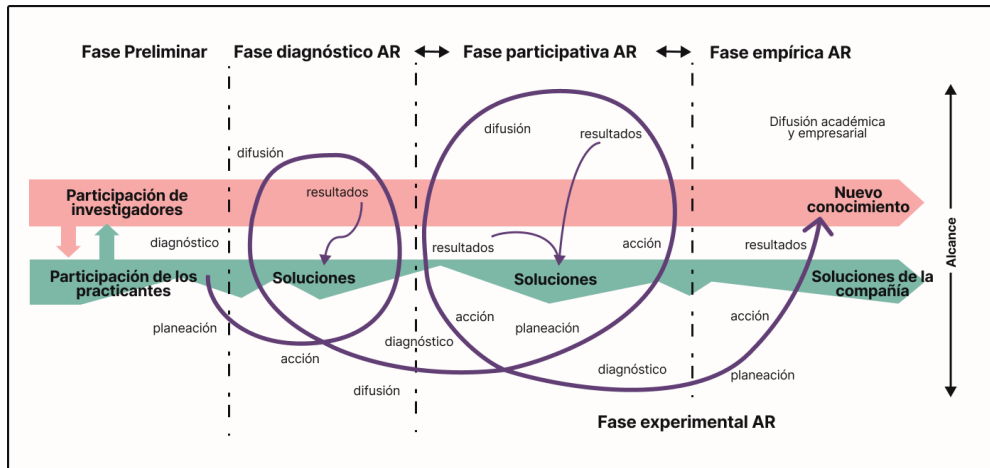 Fase Preliminar
Fase diagnóstico AR
Fase participativa AR
Fase empírica AR
Difusión académica
y empresarial
difusión
difusión
resultados
resultados
Participación de
investigadores
Nuevo
conocimiento
diagnóstico
resultados
acción
resultados
Alcance
Participación de los
practicantes
Soluciones
Soluciones
Soluciones de la
compañía
planeación
acción
diagnóstico
acción
planeación
acción
difusión
diagnóstico
planeación
Fase experimental AR